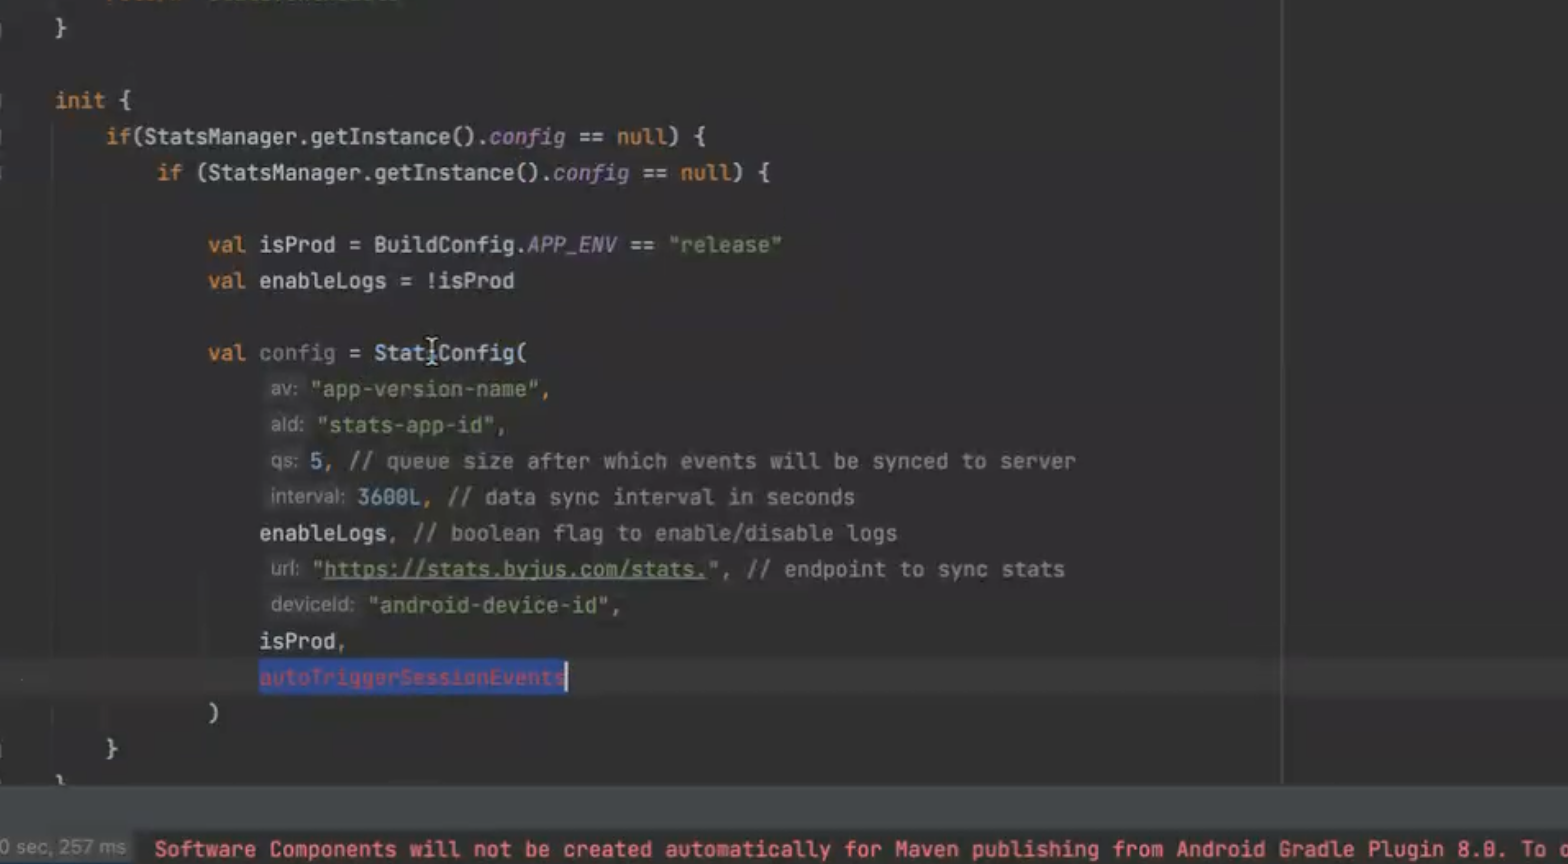 }
init {
if(StatsManager.getInstance().config == null) {
if (StatsManager.getInstance().config == null) {
val isProd = BuildConfig.APP_ENV == "release"
val enableLogs = !isProd
val config = StatsConfig(
av: "app-version-name",
aId: "stats-app-id",
qs: 5, // queue size after which events will be synced to server
interval: 3600L, // data sync interval in seconds
enableLogs, // boolean flag to enable/disable logs
url: "https://stats.byjus.com/stats.", // endpoint to sync stats
deviceId: "android-device-id",
isProd,
autoTriggerSessionEvents
)
}
}
0 sec, 257 ms Software Components will not be created automatically for Maven publishing from Android Gradle Plugin 8.0. To